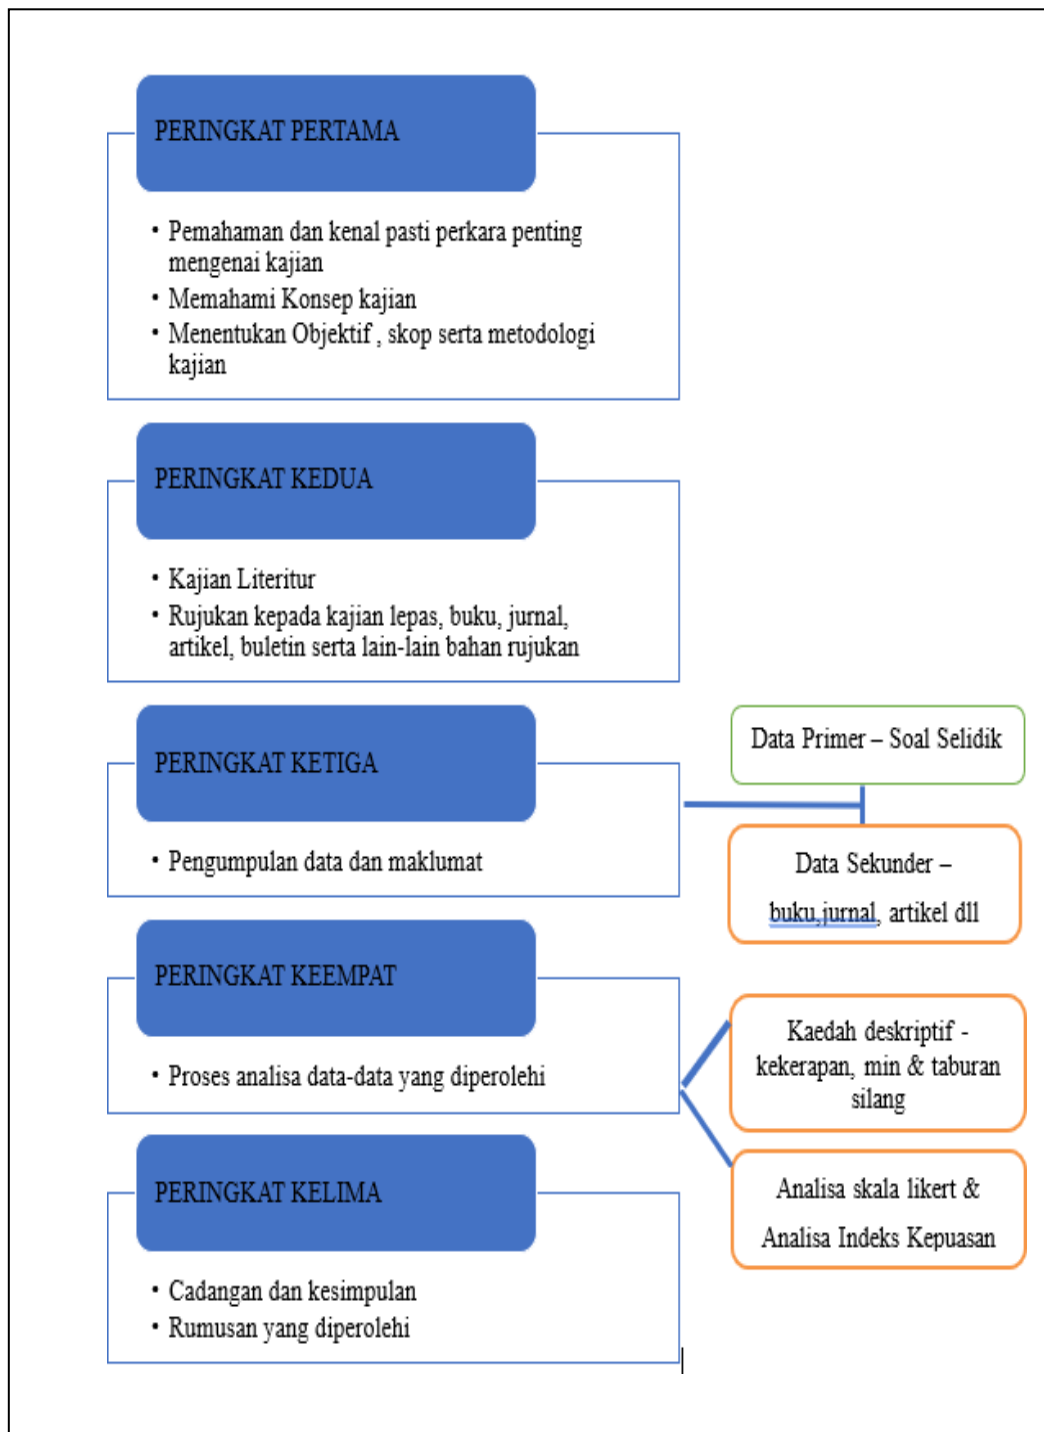 PERINGKAT PERTAMA
• Pemahaman dan kenal pasti perkara penting
mengenai kajian
• Memahami Konsep kajian
• Menentukan Objektif , skop serta metodologi
kajian
PERINGKAT KEDUA
• Kajian Literitur
• Rujukan kepada kajian lepas, buku, jurnal,
artikel, buletin serta lain-lain bahan rujukan
PERINGKAT KETIGA
• Pengumpulan data dan maklumat
Data Primer – Soal Selidik
Data Sekunder –
buku,jurnal, artikel dll
PERINGKAT KEEMPAT
• Proses analisa data-data yang diperolehi
Kaedah deskriptif -
kekerapan, min & taburan
silang
Analisa skala likert &
Analisa Indeks Kepuasan
PERINGKAT KELIMA
• Cadangan dan kesimpulan
• Rumusan yang diperolehi